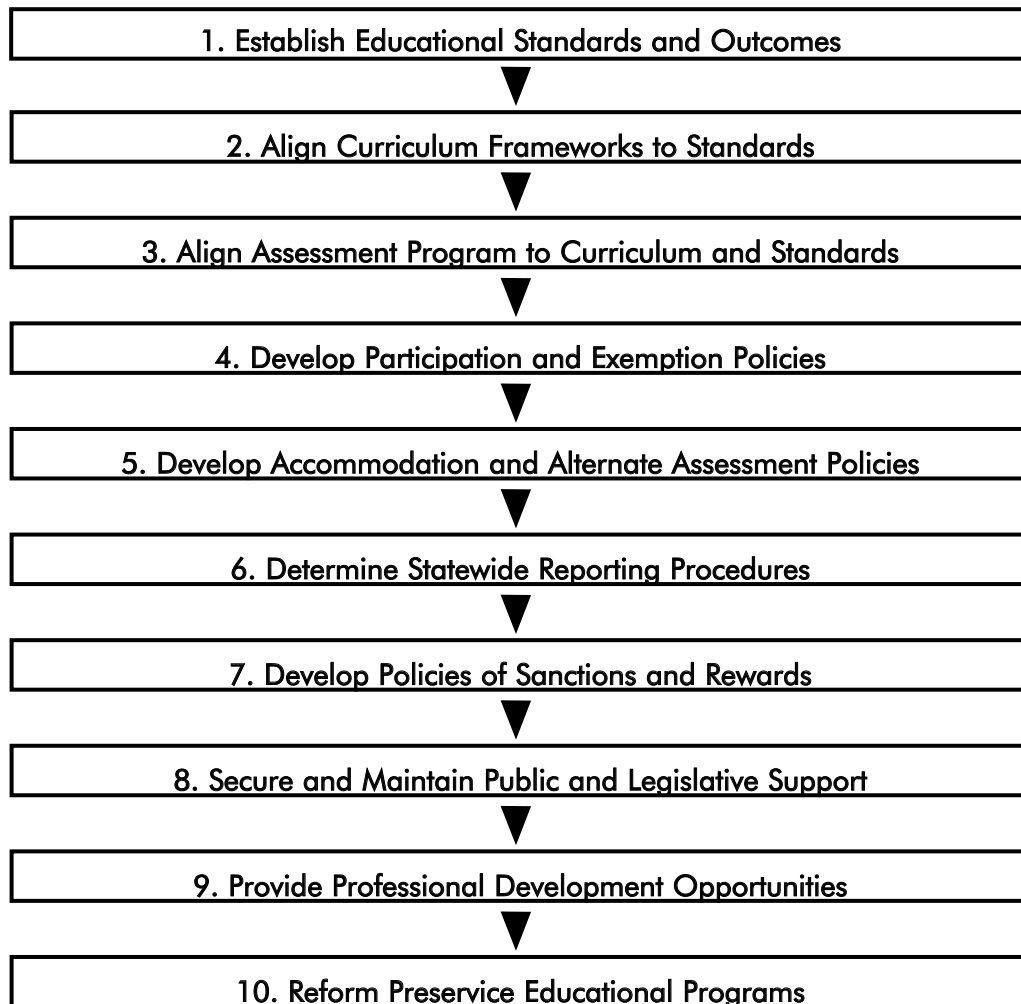 1. Establish Educational Standards and Outcomes
2. Align Curriculum Frameworks to Standards
3. Align Assessment Program to Curriculum and Standards
4. Develop Participation and Exemption Policies
5. Develop Accommodation and Alternate Assessment Policies
6. Determine Statewide Reporting Procedures
7. Develop Policies of Sanctions and Rewards
8. Secure and Maintain Public and Legislative Support
9. Provide Professional Development Opportunities
10. Reform Preservice Educational Programs